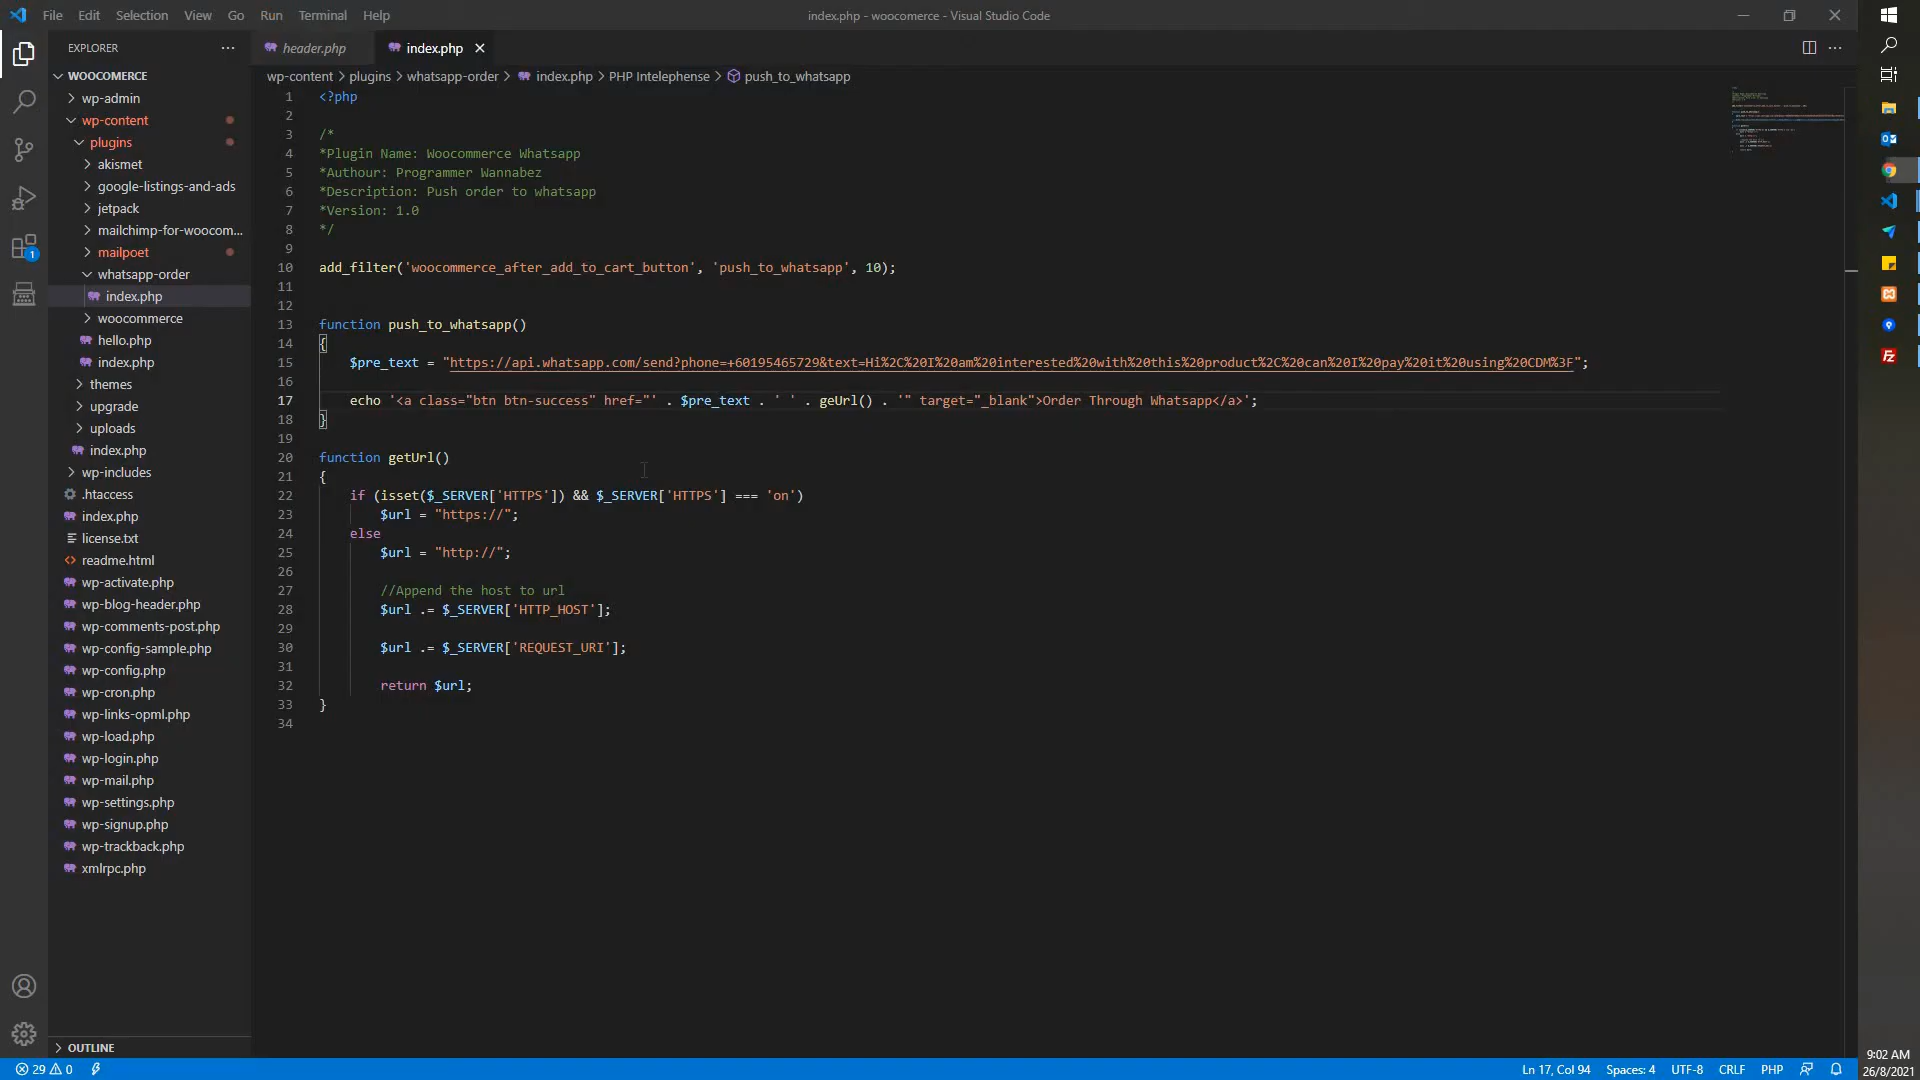 File Edit Selection View Go Run Terminal Help
index.php - woocomerce - Visual Studio Code
EXPLORER
WOOCOMERCE
wp-admin
wp-content
plugins
akismet
google-listings-and-ads
jetpack
mailchimp-for-woocom...
mailpoet
whatsapp-order
index.php
woocommerce
hello.php
index.php
themes
upgrade
uploads
index.php
wp-includes
.htaccess
index.php
license.txt
readme.html
wp-activate.php
wp-blog-header.php
wp-comments-post.php
wp-config-sample.php
wp-config.php
wp-cron.php
wp-links-opml.php
wp-load.php
wp-login.php
wp-mail.php
wp-settings.php
wp-signup.php
wp-trackback.php
xmlrpc.php
OUTLINE
1
header.php index.php
wp-content > plugins > whatsapp-order > index.php > PHP Intelephense > push_to_whatsapp
1 <?php
2
3 /*
4 *Plugin Name: Woocommerce Whatsapp
5 *Authour: Programmer Wannabez
6 *Description: Push order to whatsapp
7 *Version: 1.0
8 */
9
10 add_filter('woocommerce_after_add_to_cart_button', 'push_to_whatsapp', 10);
11
12
13 function push_to_whatsapp()
14 {
15 $pre_text = "https://api.whatsapp.com/send?phone=+60195465729&text=Hi%2C%20I%20am%20interested%20with%20this%20product%2C%20can%20I%20pay%20it%20using%20CDM%3F";
16
17 echo '<a class="btn btn-success" href="' . $pre_text . ' ' . geUrl() . '" target="_blank">Order Through Whatsapp</a>';
18 }
19
20 function getUrl()
21 {
22 if (isset($_SERVER['HTTPS']) && $_SERVER['HTTPS'] === 'on')
23 $url = "https://";
24 else
25 $url = "http://";
26
27 //Append the host to url
28 $url .= $_SERVER['HTTP_HOST'];
29
30 $url .= $_SERVER['REQUEST_URI'];
31
32 return $url;
33 }
34
29 0
Ln 17, Col 94 Spaces: 4 UTF-8 CRLF PHP
9:02 AM
26/8/2021